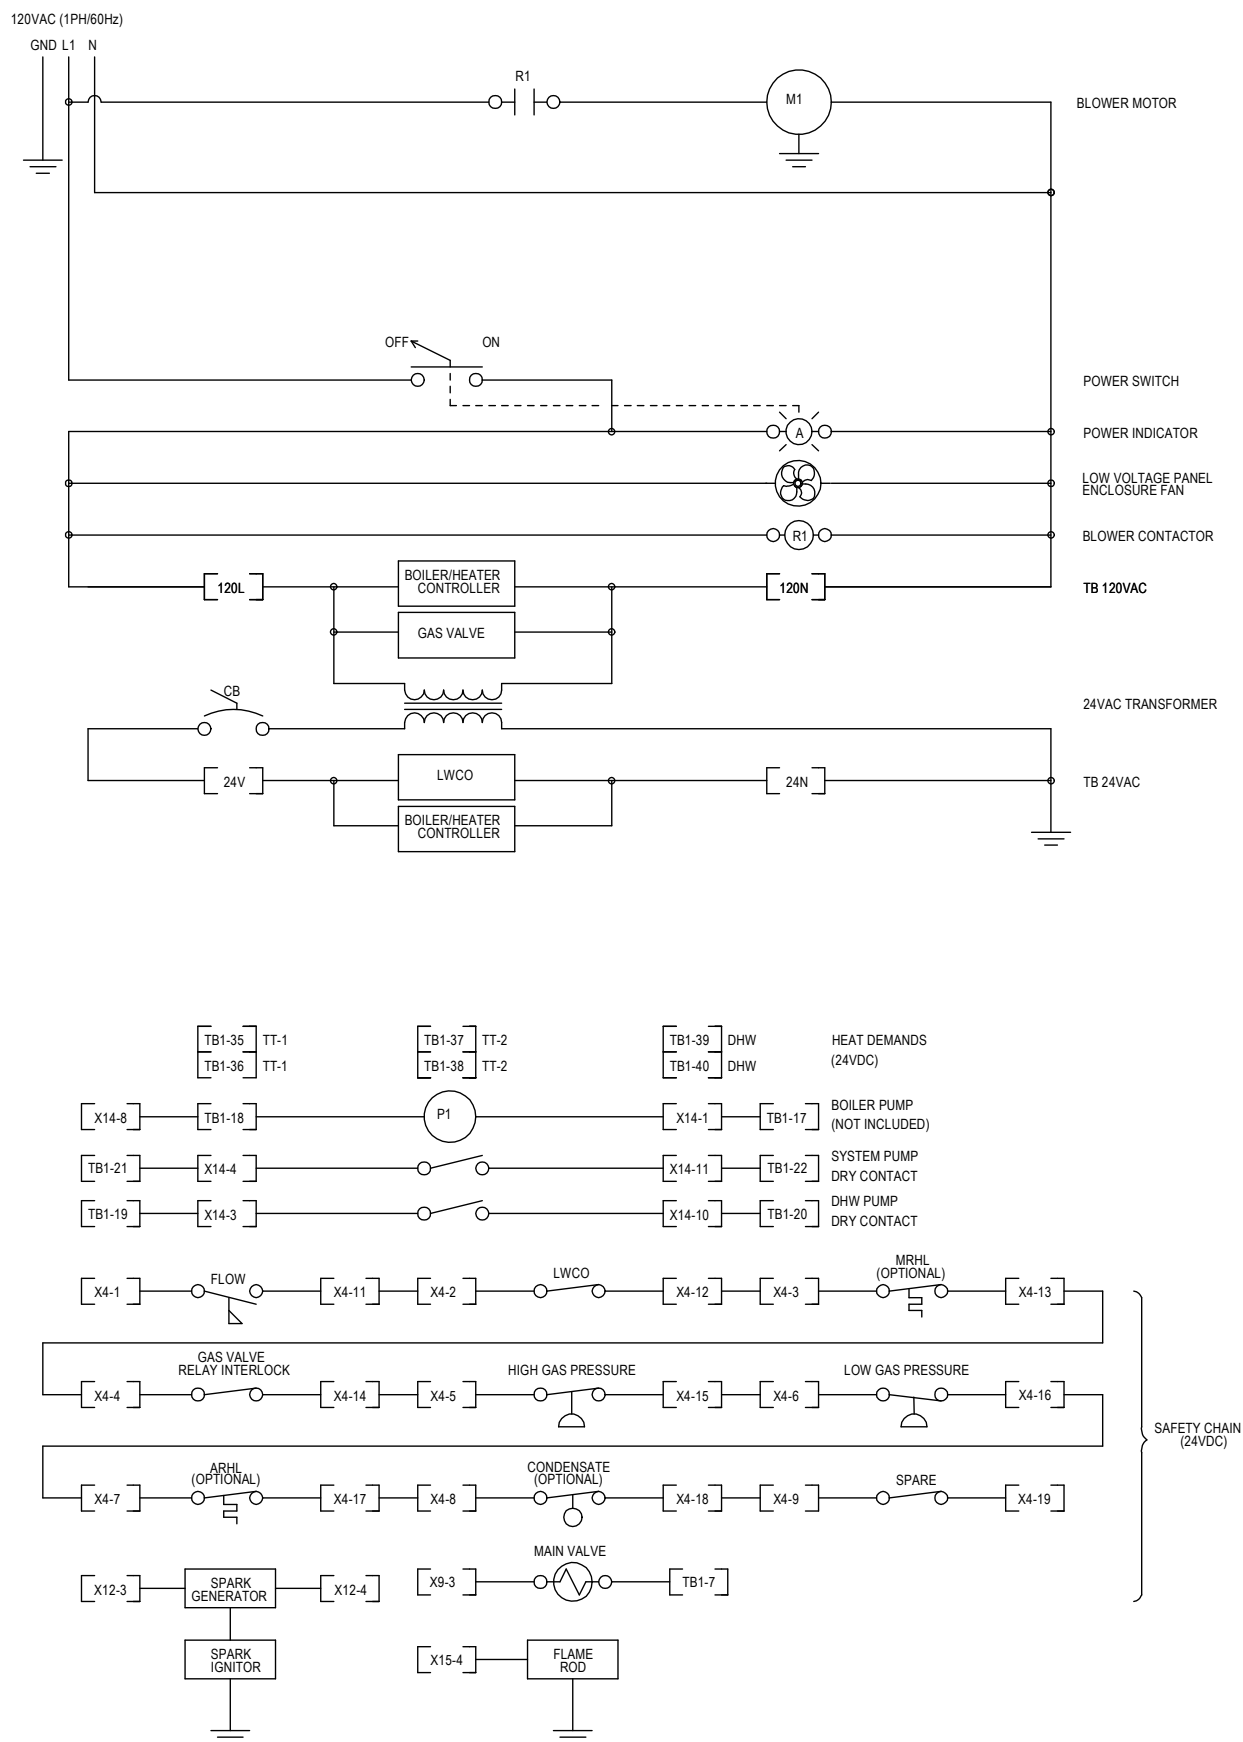 120VAC (1PH/60Hz)
GND L1 N
R1
M1
BLOWER MOTOR
OFF ON
POWER SWITCH
A
POWER INDICATOR
LOW VOLTAGE PANEL
ENCLOSURE FAN
R1
BLOWER CONTACTOR
120L
BOILER/HEATER
CONTROLLER
120N
TB 120VAC
GAS VALVE
CB
24VAC TRANSFORMER
24V
LWCO
24N
TB 24VAC
BOILER/HEATER
CONTROLLER
TB1-35 TT-1
TB1-37 TT-2
TB1-39 DHW
HEAT DEMANDS
(24VDC)
TB1-36 TT-1
TB1-38 TT-2
TB1-40 DHW
X14-8
TB1-18
P1
X14-1
TB1-17
BOILER PUMP
(NOT INCLUDED)
TB1-21
X14-4
X14-11
TB1-22
SYSTEM PUMP
DRY CONTACT
TB1-19
X14-3
X14-10
TB1-20
DHW PUMP
DRY CONTACT
X4-1
FLOW
X4-11
X4-2
LWCO
X4-12
X4-3
MRHL
(OPTIONAL)
X4-13
X4-4
GAS VALVE
RELAY INTERLOCK
X4-14
X4-5
HIGH GAS PRESSURE
X4-15
X4-6
LOW GAS PRESSURE
X4-16
SAFETY CHAIN
(24VDC)
X4-7
ARHL
(OPTIONAL)
X4-17
X4-8
CONDENSATE
(OPTIONAL)
X4-18
X4-9
SPARE
X4-19
X12-3
SPARK
GENERATOR
X12-4
X9-3
MAIN VALVE
TB1-7
SPARK
IGNITOR
X15-4
FLAME
ROD